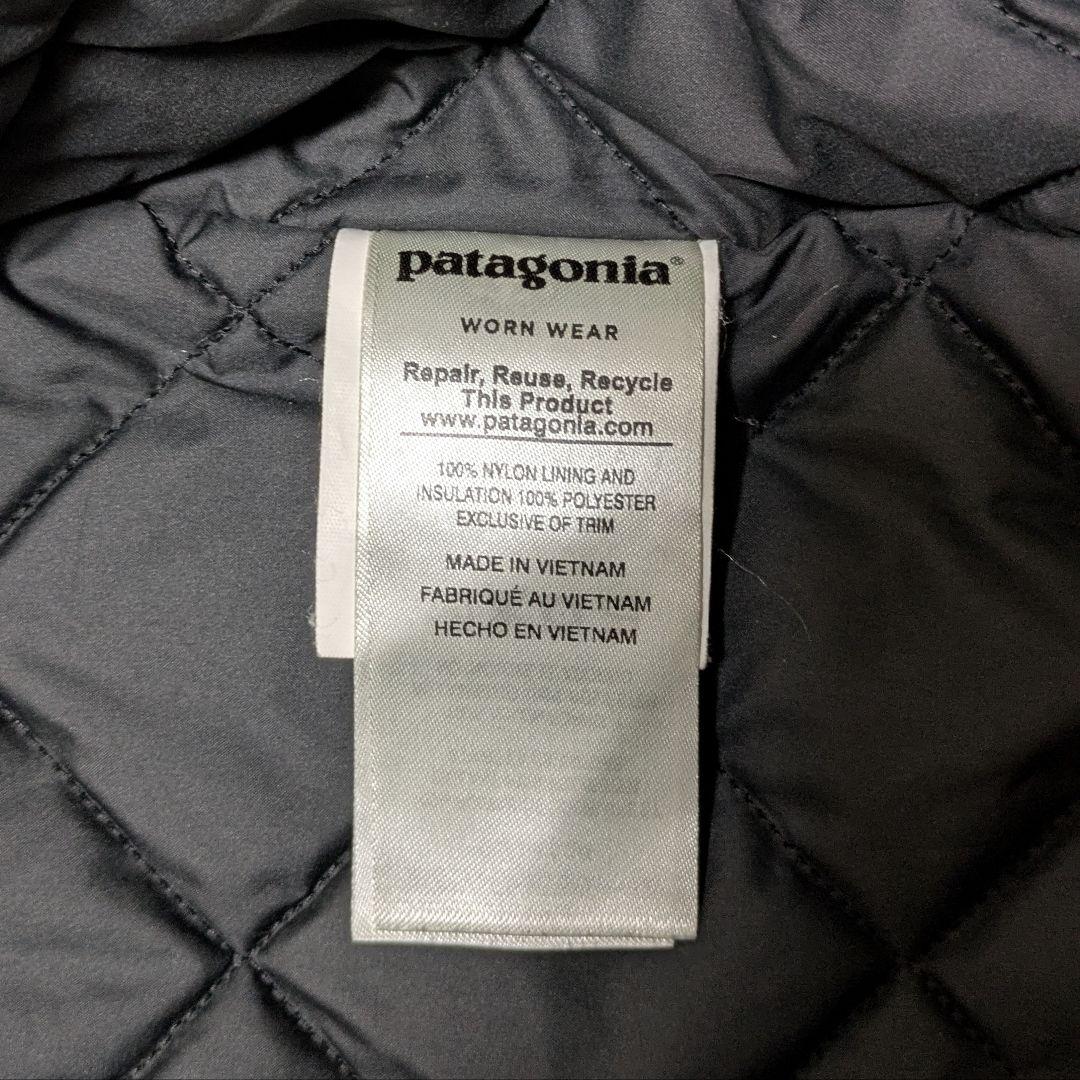 patagonia®
WORN WEAR
Repair, Reuse, Recycle
This Product
www.patagonia.com
100% NYLON LINING AND
INSULATION 100% POLYESTER
EXCLUSIVE OF TRIM
MADE IN VIETNAM
FABRIQUÉ AU VIETNAM
HECHO EN VIETNAM